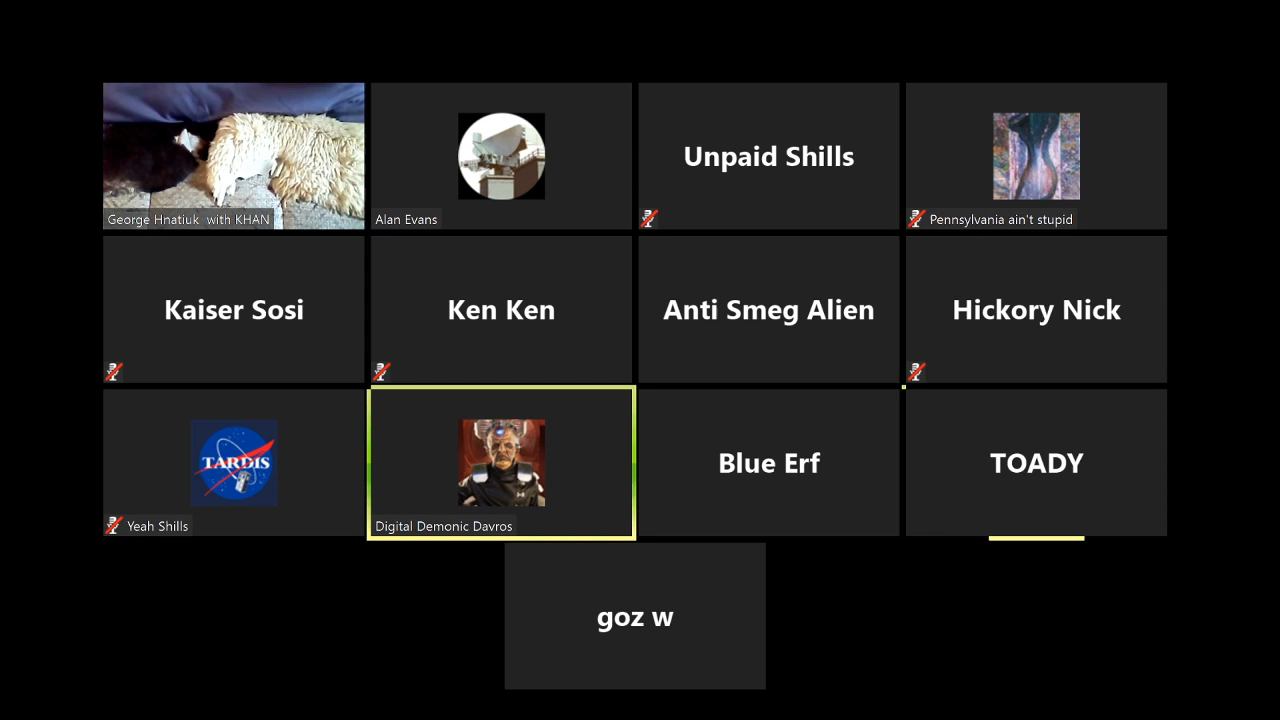 George Hnatiuk  with KHAN
Alan Evans
Unpaid Shills
Pennsylvania ain't stupid
Kaiser Sosi
Ken Ken
Anti Smeg Alien
Hickory Nick
TARDIS
Yeah Shills
Digital Demonic Davros
Blue Erf
TOADY
goz w